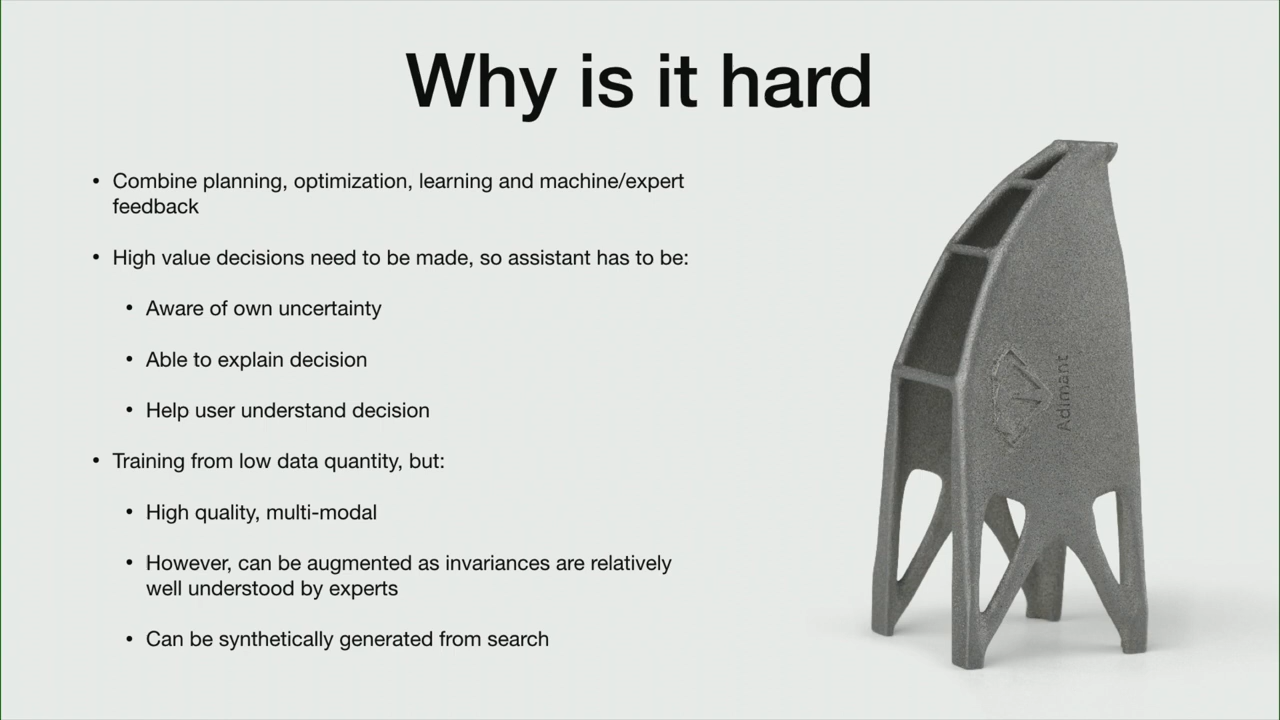 Why is it hard
• Combine planning, optimization, learning and machine/expert
feedback
• High value decisions need to be made, so assistant has to be:
• Aware of own uncertainty
• Able to explain decision
• Help user understand decision
• Training from low data quantity, but:
• High quality, multi-modal
• However, can be augmented as invariances are relatively
well understood by experts
• Can be synthetically generated from search
Adimant